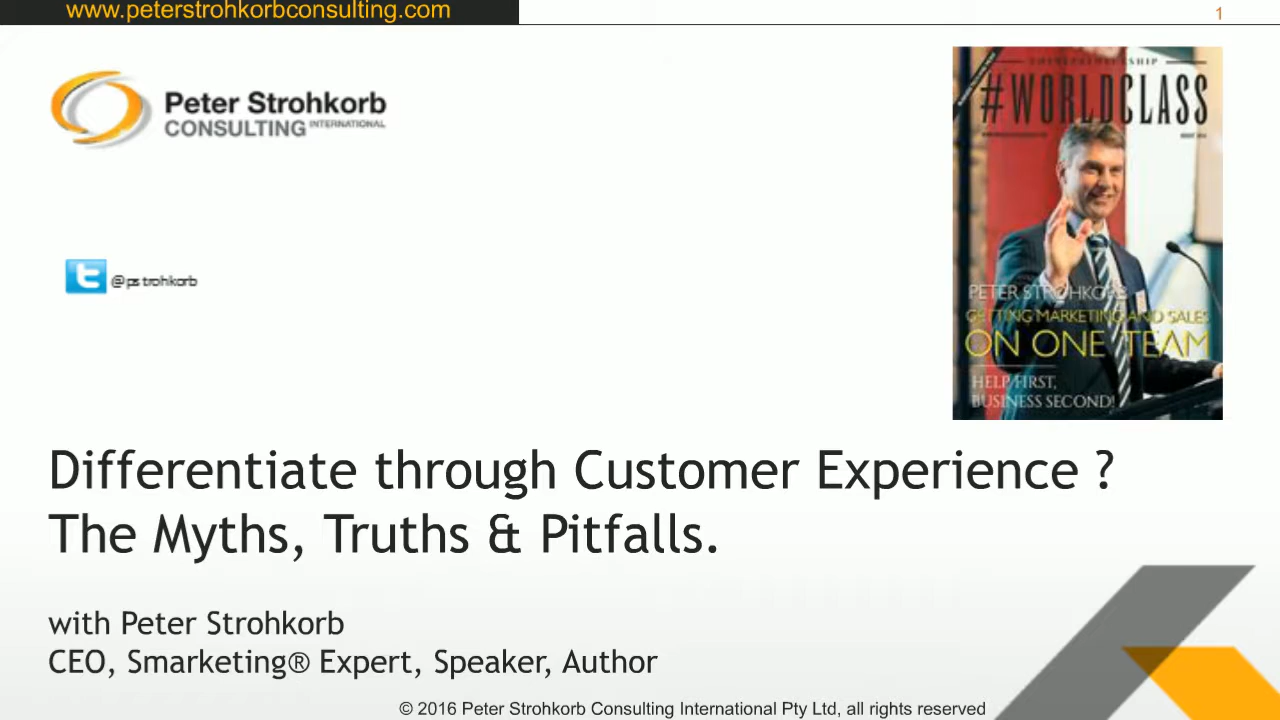 www.peterstrohkorbconsulting.com
1
Peter Strohkorb
CONSULTING INTERNATIONAL
@pstrohkorb
#WORLDCLASS
PETER STROHKORB
GETTING MARKETING AND SALES
ON ONE TEAM
HELP FIRST,
BUSINESS SECOND!
Differentiate through Customer Experience ?
The Myths, Truths & Pitfalls.
with Peter Strohkorb
CEO, Smarketing® Expert, Speaker, Author
© 2016 Peter Strohkorb Consulting International Pty Ltd, all rights reserved